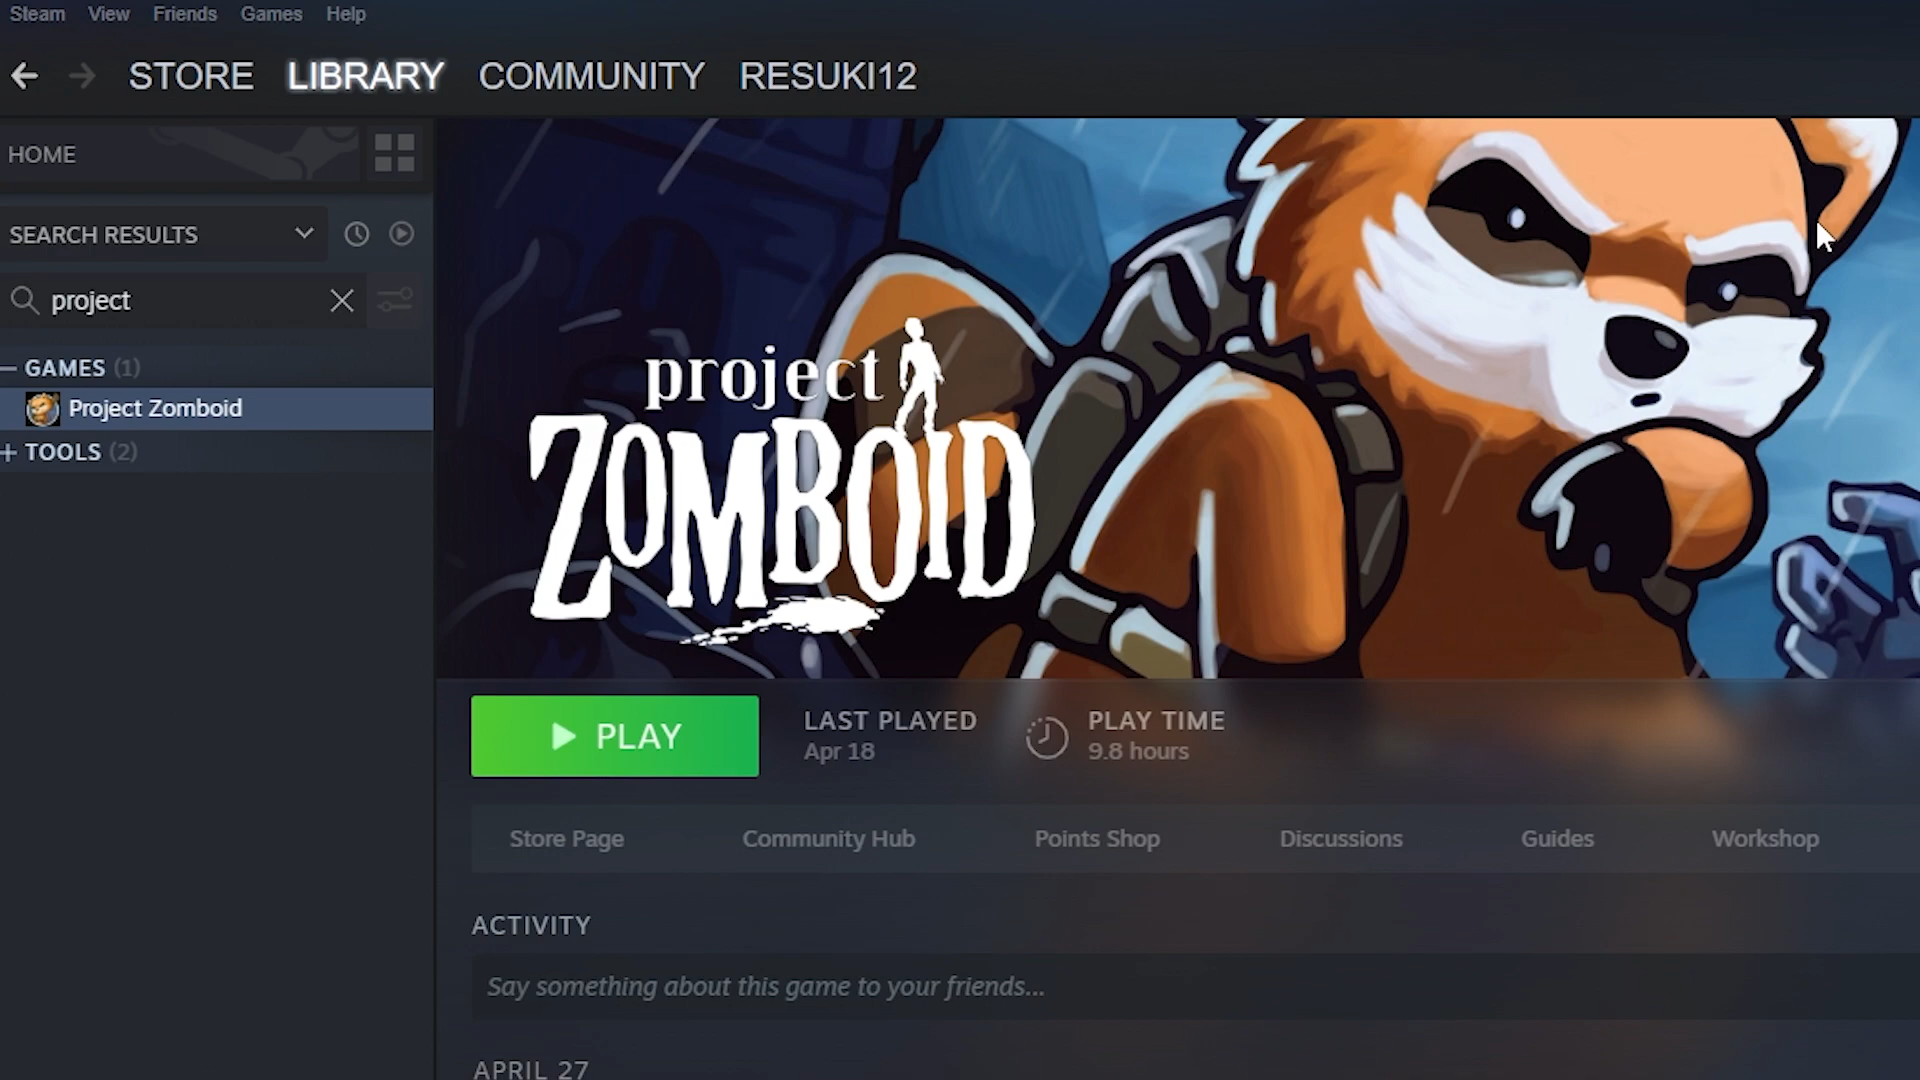 Steam View Friends Games Help
STORE LIBRARY COMMUNITY RESUKI12
HOME
SEARCH RESULTS
project
GAMES (1)
Project Zomboid
TOOLS (2)
project
ZOMBOID
PLAY
LAST PLAYED
Apr 18
PLAY TIME
9.8 hours
Store Page Community Hub Points Shop Discussions Guides Workshop
ACTIVITY
Say something about this game to your friends...
APRIL 27